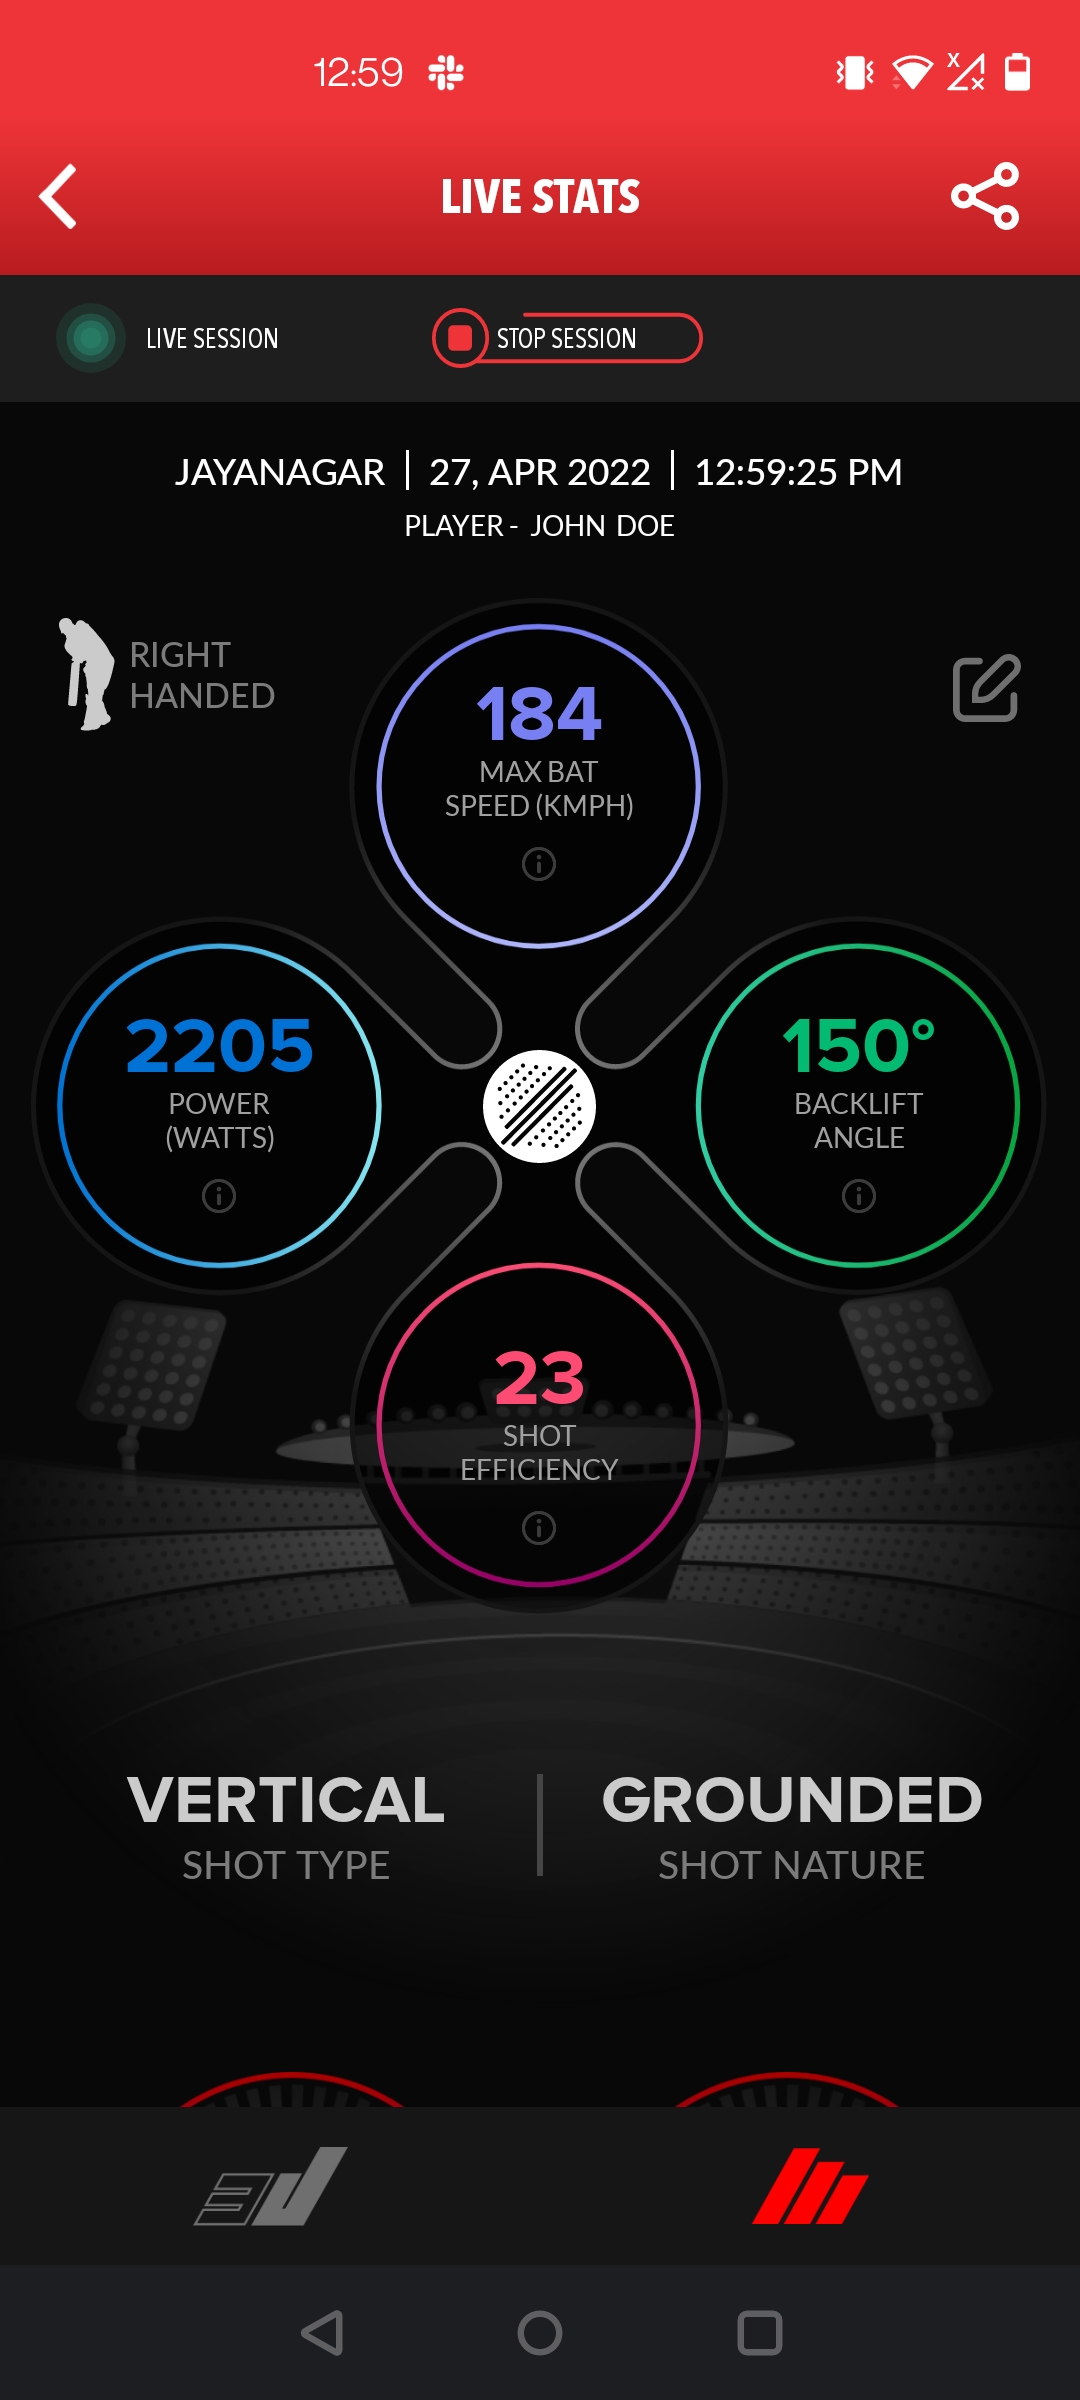 12:59
LIVE STATS
LIVE SESSION
STOP SESSION
JAYANAGAR | 27, APR 2022 | 12:59:25 PM
PLAYER - JOHN DOE
RIGHT
HANDED
184
MAX BAT
SPEED (KMPH)
2205
POWER
(WATTS)
150°
BACKLIFT
ANGLE
23
SHOT
EFFICIENCY
VERTICAL
SHOT TYPE
GROUNDED
SHOT NATURE
3D